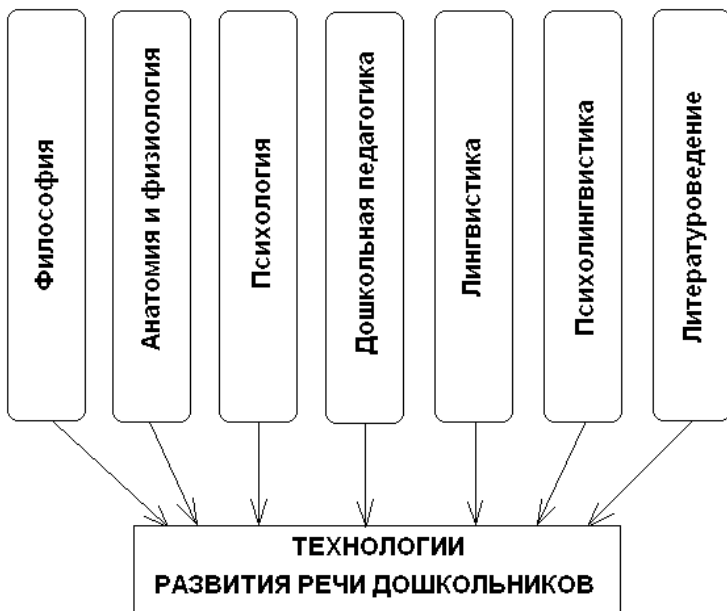 Философия
Анатомия и физиология
Психология
Дошкольная педагогика
Лингвистика
Психолингвистика
Литературоведение
ТЕХНОЛОГИИ
РАЗВИТИЯ РЕЧИ ДОШКОЛЬНИКОВ